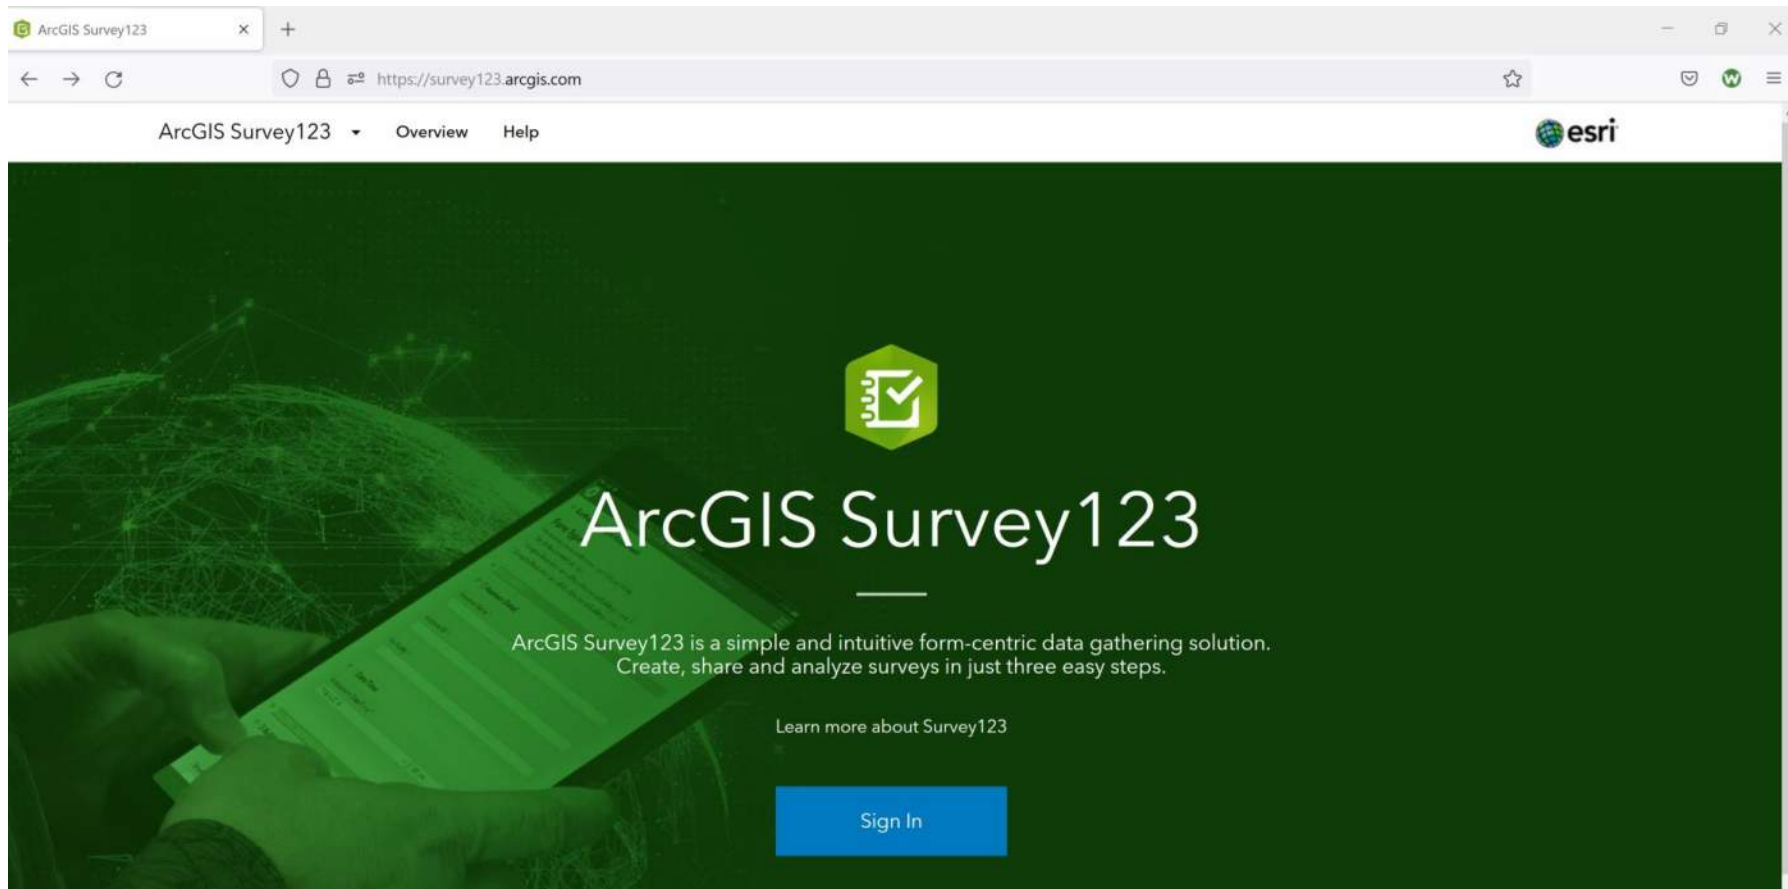 ArcGIS Survey123
https://survey123.arcgis.com
ArcGIS Survey123 Overview Help
esri
ArcGIS Survey123
ArcGIS Survey123 is a simple and intuitive form-centric data gathering solution.
Create, share and analyze surveys in just three easy steps.
Learn more about Survey123
Sign In